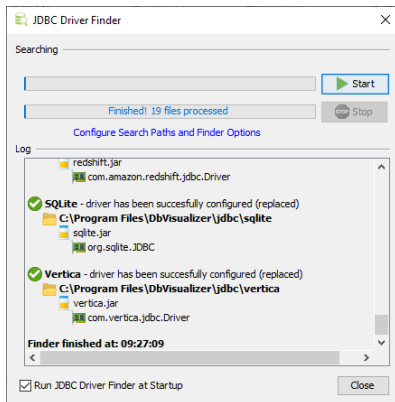 JDBC Driver Finder
Searching
Start
Finished! 19 files processed
Stop
Configure Search Paths and Finder Options
Log
redshift.jar
com.amazon.redshift.jdbc.Driver
SQLite - driver has been succesfully configured (replaced)
C:\Program Files\DbVisualizer\jdbc\sqlite
sqlite.jar
org.sqlite.JDBC
Vertica - driver has been succesfully configured (replaced)
C:\Program Files\DbVisualizer\jdbc\vertica
vertica.jar
com.vertica.jdbc.Driver
Finder finished at: 09:27:09
Run JDBC Driver Finder at Startup
Close